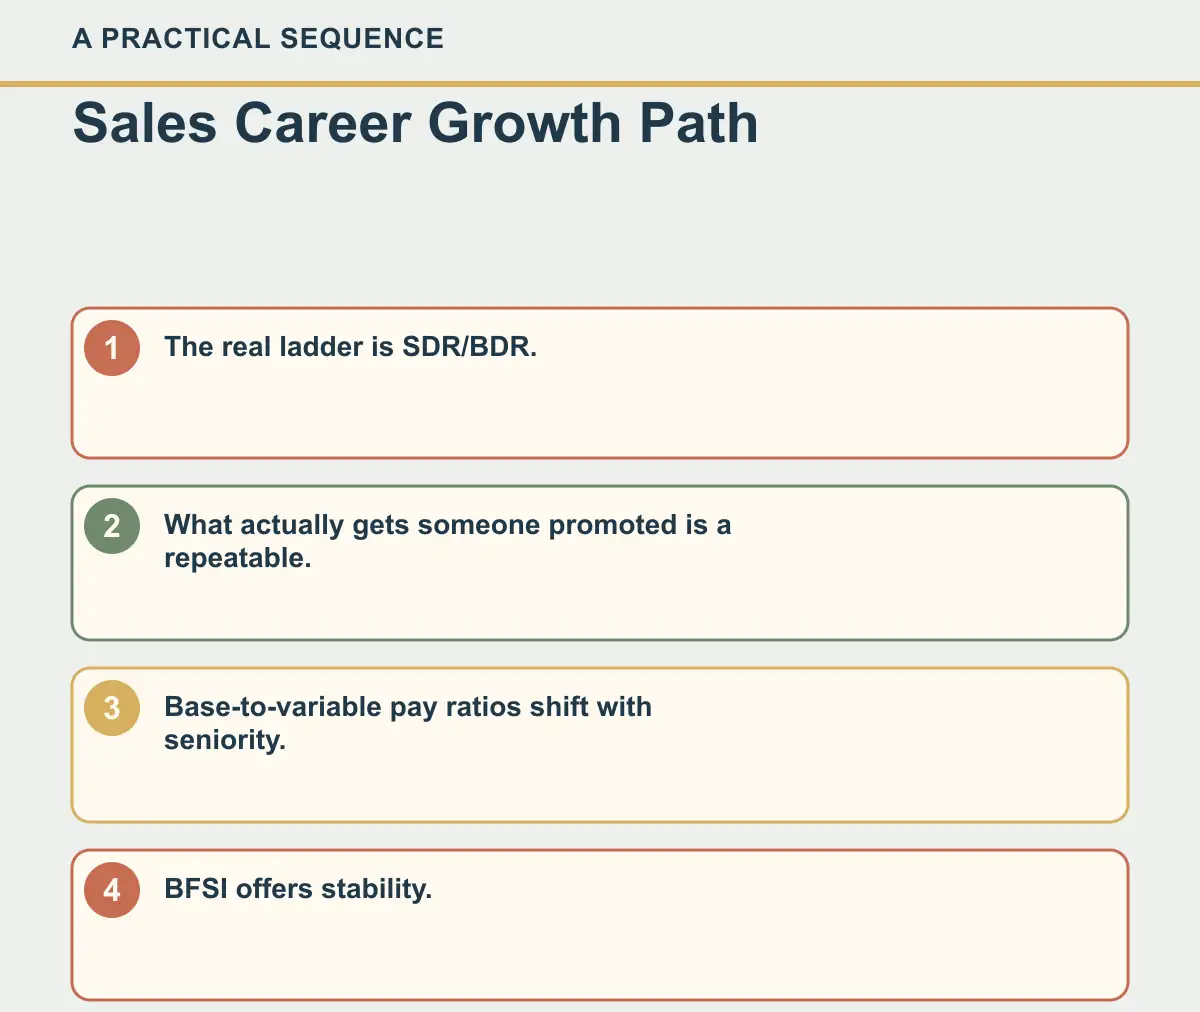 A PRACTICAL SEQUENCE
Sales Career Growth Path
1
The real ladder is SDR/BDR.
2
What actually gets someone promoted is a
repeatable.
3
Base-to-variable pay ratios shift with
seniority.
4
BFSI offers stability.